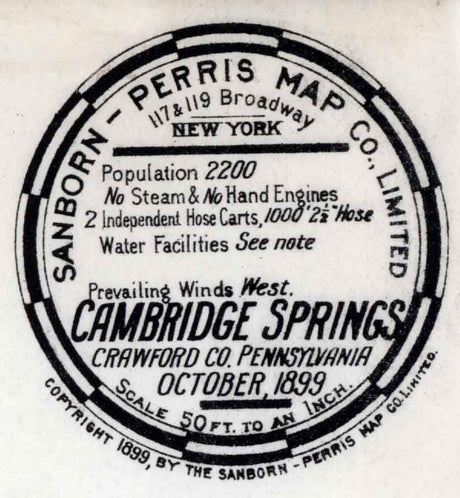 SANBORN - PERRIS MAP CO., LIMITED
117 & 119 Broadway
NEW YORK
Population 2200
No Steam & No Hand Engines
2 Independent Hose Carts, 1000' 2½" Hose
Water Facilities See note
Prevailing Winds West.
CAMBRIDGE SPRINGS
CRAWFORD CO. PENNSYLVANIA
OCTOBER, 1899
SCALE 50 FT. TO AN INCH.
COPYRIGHT 1899, BY THE SANBORN - PERRIS MAP CO. LIMITED.